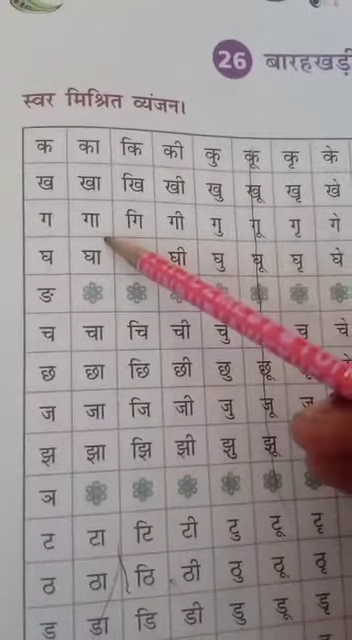 26 बारहखड़ी
स्वर मिश्रित व्यंजन।
क का कि की कु कू कृ के
ख खा खि खी खु खू खृ खे
ग गा गि गी गु गू गृ गे
घ घा घी घु घू घृ घे
ङ
च चा चि ची चु चे
छ छा छि छी छु छू
ज जा जि जी जु जू
झ झा झि झी झु झू
ञ
ट टा टि टी टु टू टृ
ठ ठा ठि ठी ठु ठू ठृ
ड डा डि डी डु डू डृ